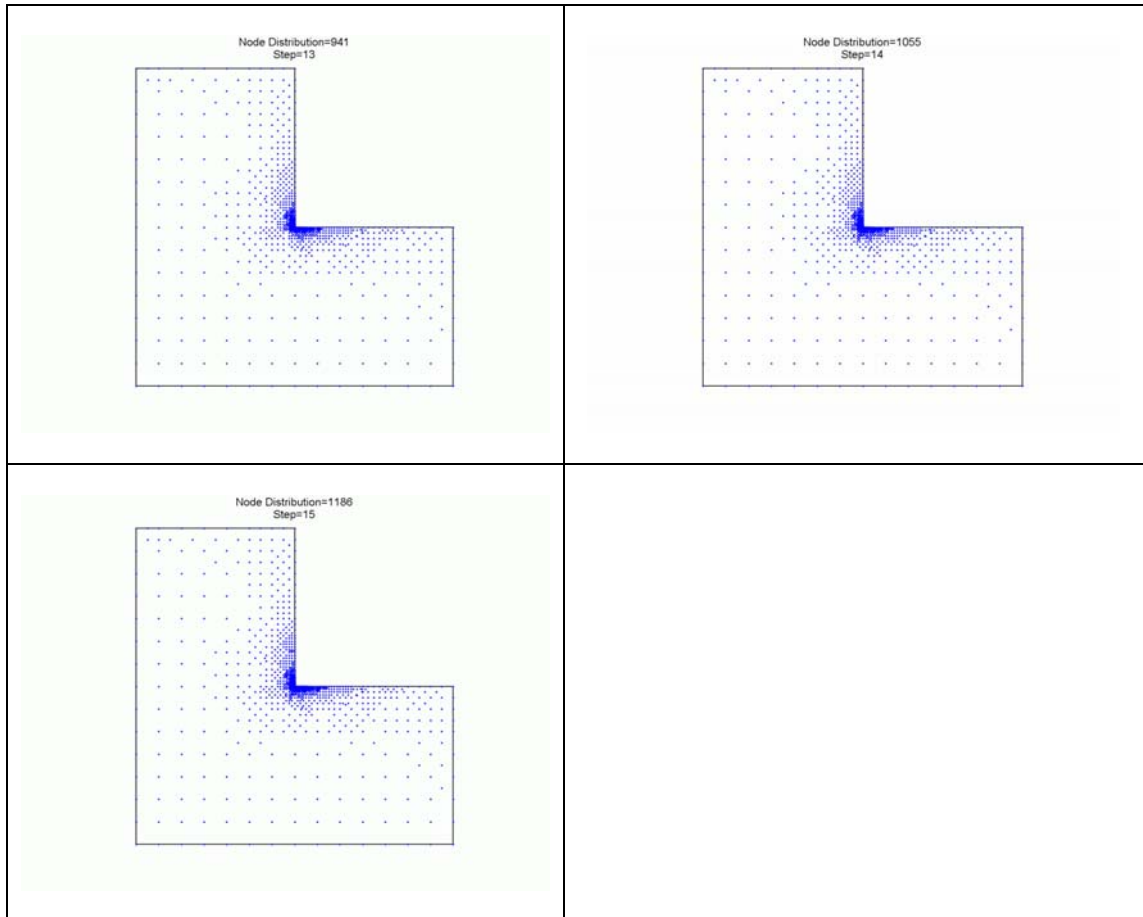 Node Distribution=941
Step=13
Node Distribution=1055
Step=14
Node Distribution=1186
Step=15